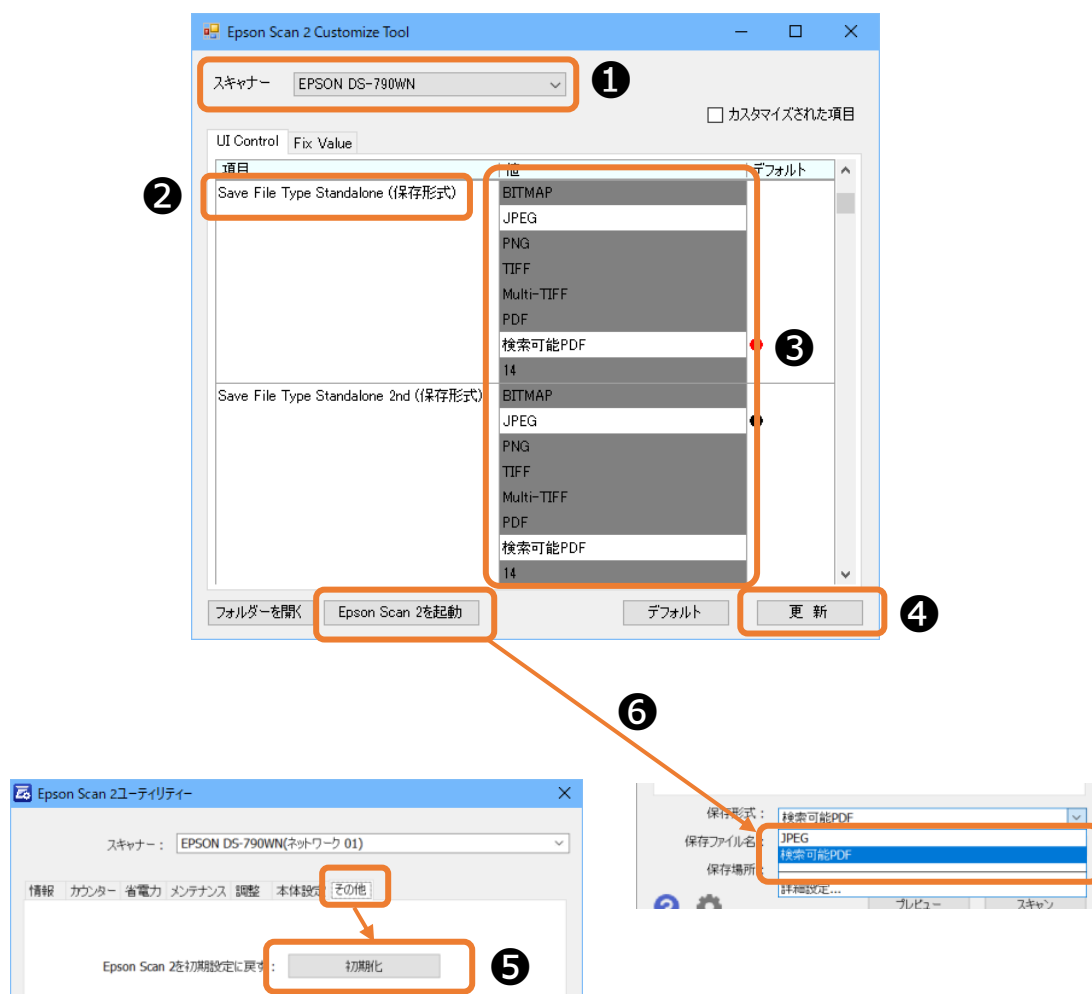 Epson Scan 2 Customize Tool
スキャナー EPSON DS-790WN
❶
カスタマイズされた項目
UI Control Fix Value
項目 値 デフォルト
❷
Save File Type Standalone (保存形式) BITMAP
JPEG
PNG
TIFF
Multi-TIFF
PDF
検索可能PDF
❸
14
Save File Type Standalone 2nd (保存形式) BITMAP
JPEG
PNG
TIFF
Multi-TIFF
PDF
検索可能PDF
14
フォルダーを開く Epson Scan 2を起動 デフォルト 更 新
❹
❻
Epson Scan 2ユーティリティー
スキャナー : EPSON DS-790WN(ネットワーク 01)
情報 カウンター 省電力 メンテナンス 調整 本体設定 その他
Epson Scan 2を初期設定に戻す : 初期化
❺
保存形式 : 検索可能PDF
保存ファイル名 : JPEG
検索可能PDF
保存場所 :
詳細設定...
プレビュー スキャン